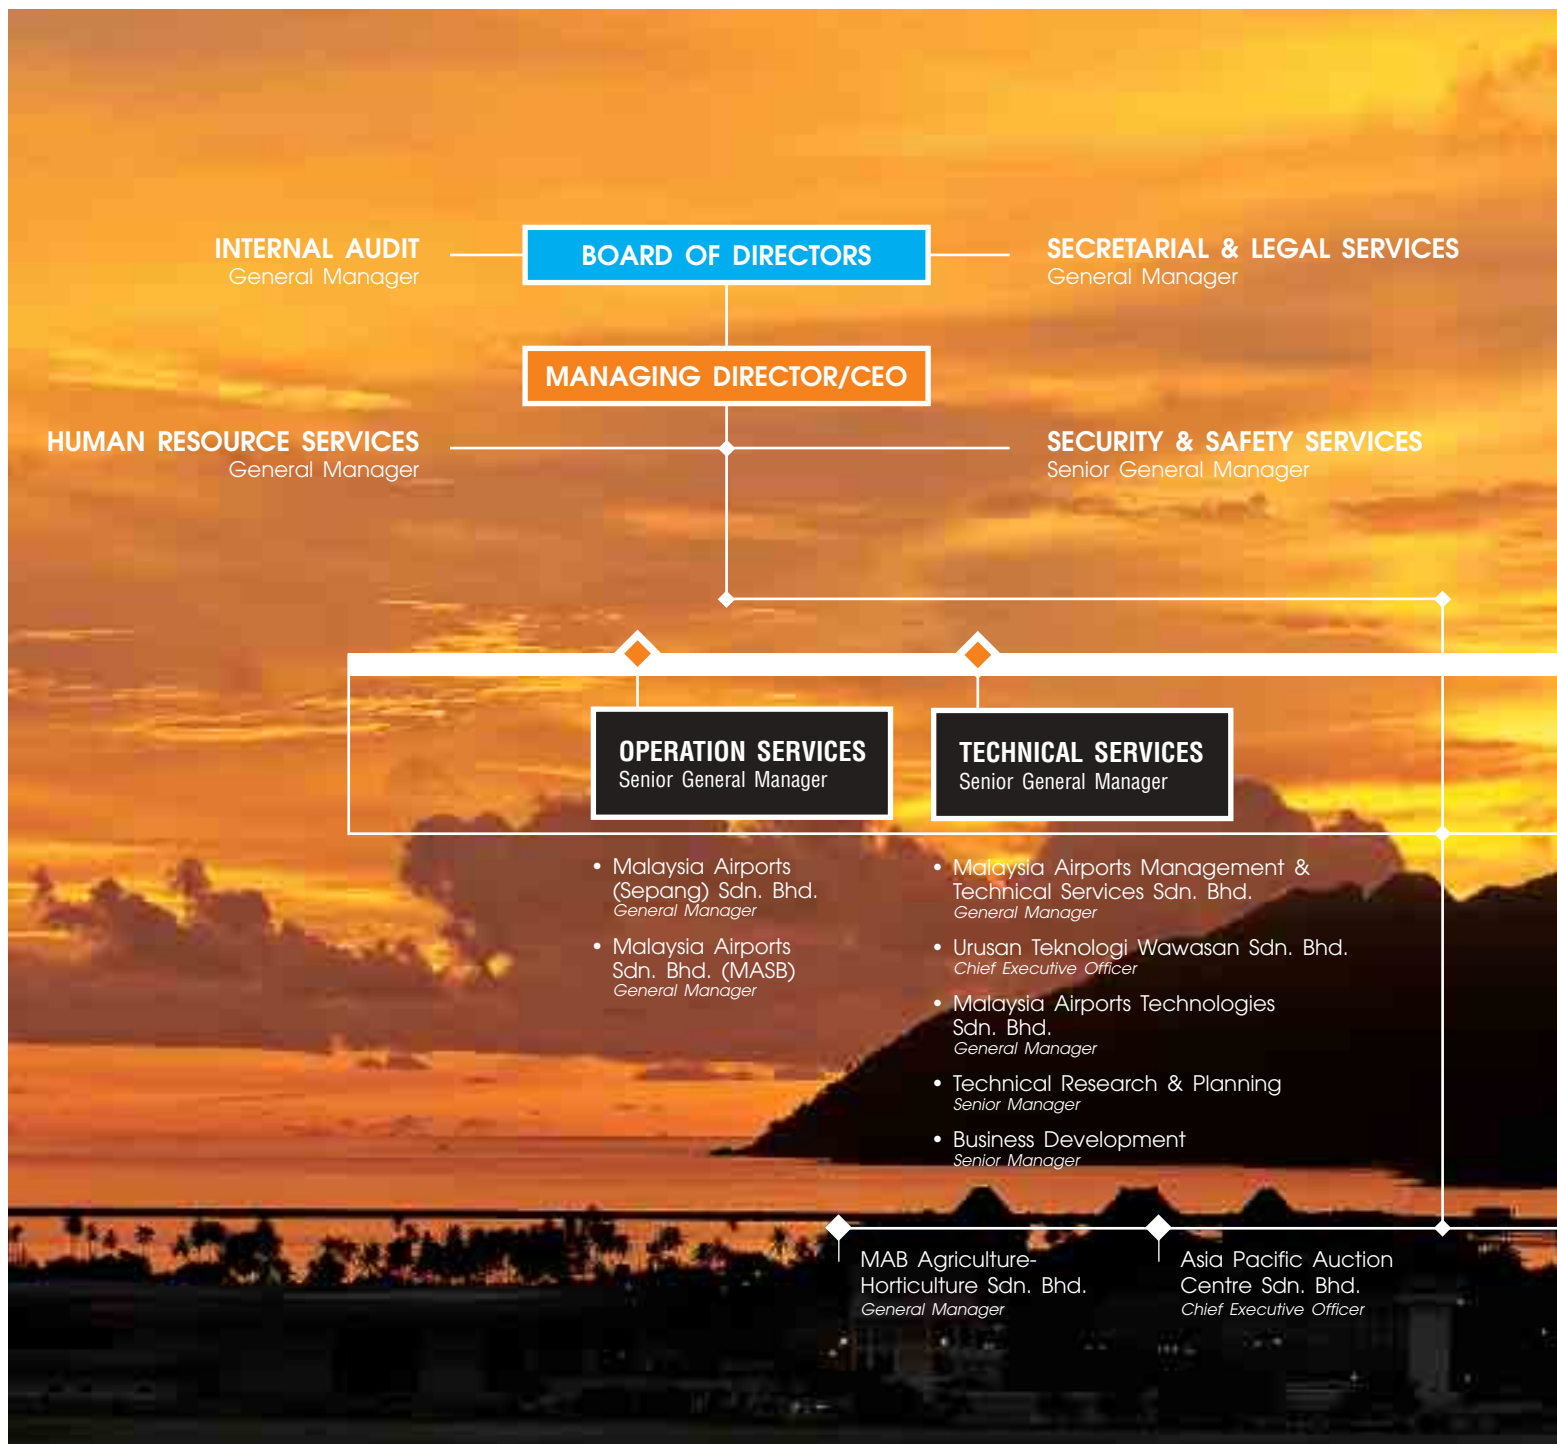 INTERNAL AUDIT
General Manager
BOARD OF DIRECTORS
SECRETARIAL & LEGAL SERVICES
General Manager
MANAGING DIRECTOR/CEO
HUMAN RESOURCE SERVICES
General Manager
SECURITY & SAFETY SERVICES
Senior General Manager
OPERATION SERVICES
Senior General Manager
• Malaysia Airports
(Sepang) Sdn. Bhd.
General Manager
• Malaysia Airports
Sdn. Bhd. (MASB)
General Manager
TECHNICAL SERVICES
Senior General Manager
• Malaysia Airports Management &
Technical Services Sdn. Bhd.
General Manager
• Urusan Teknologi Wawasan Sdn. Bhd.
Chief Executive Officer
• Malaysia Airports Technologies
Sdn. Bhd.
General Manager
• Technical Research & Planning
Senior Manager
• Business Development
Senior Manager
MAB Agriculture-
Horticulture Sdn. Bhd.
General Manager
Asia Pacific Auction
Centre Sdn. Bhd.
Chief Executive Officer